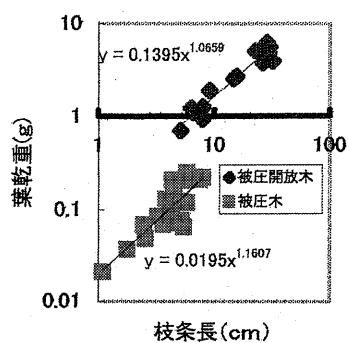 10
y = 0.1395x^1.0659
1
1
10
100
被圧開放木
被圧木
0.1
y = 0.0195x^1.1607
0.01
葉乾重(g)
枝条長(cm)